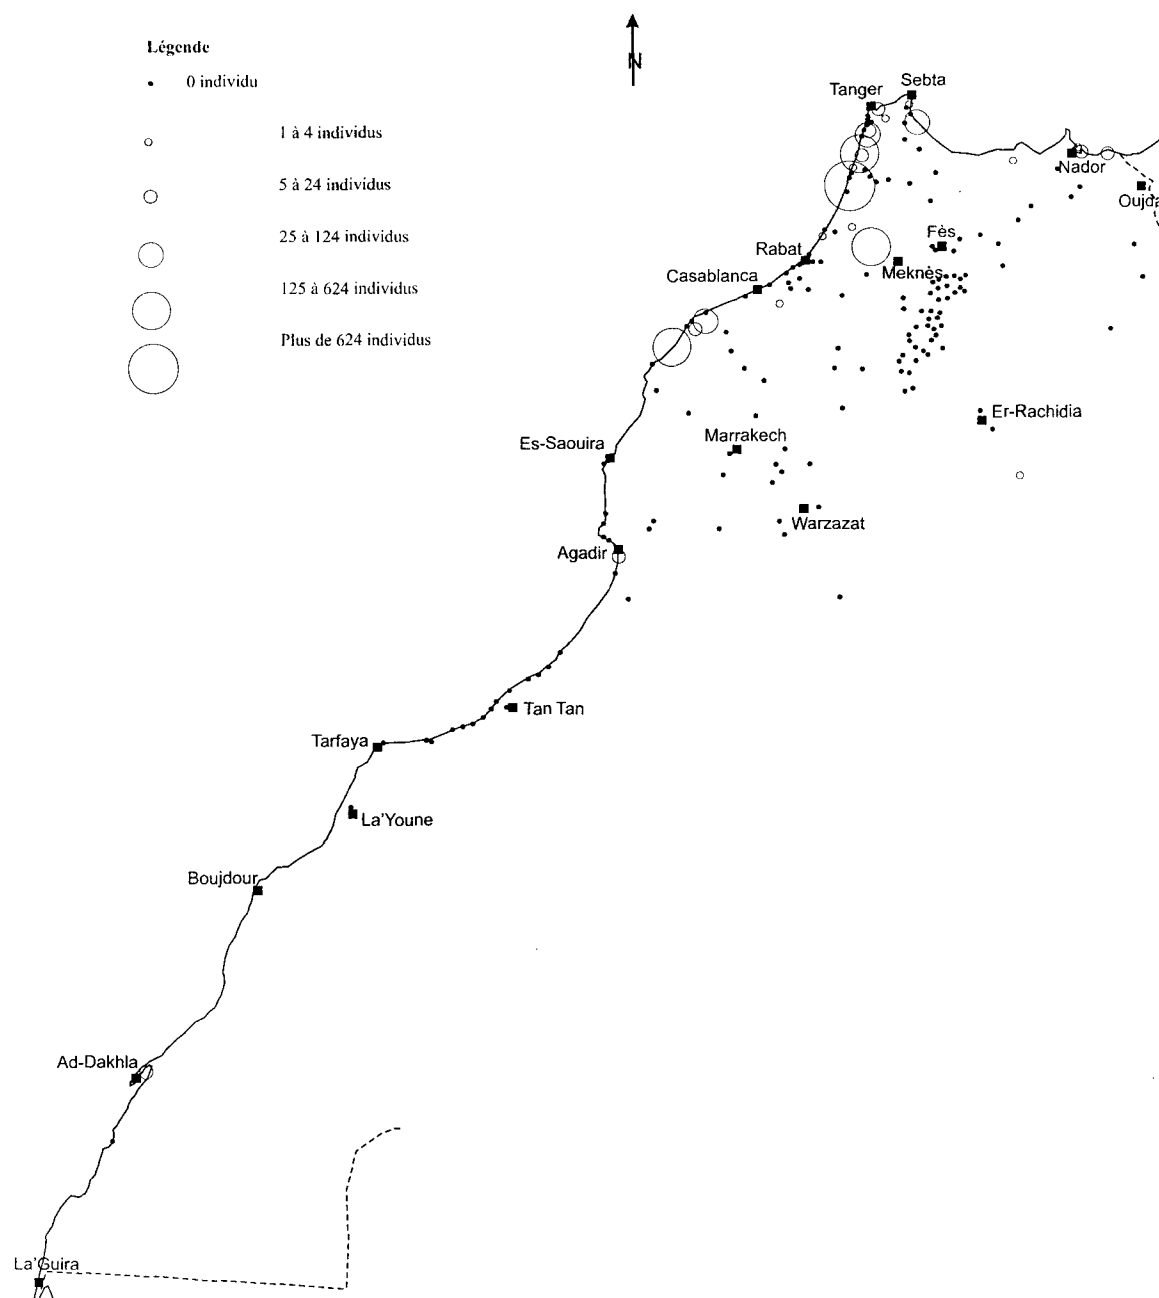 Légende
0 individu
1 à 4 individus
5 à 24 individus
25 à 124 individus
125 à 624 individus
Plus de 624 individus
N
Sebta
Tanger
Nador
Oujda
Fès
Rabat
Meknès
Casablanca
Er-Rachidia
Marrakech
Es-Saouira
Warzazat
Agadir
Tan Tan
Tarfaya
La'Youne
Boujdour
Ad-Dakhla
La'Guira